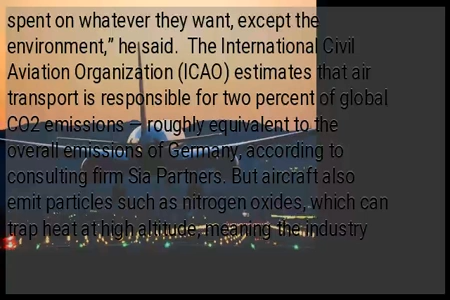 spent on whatever they want, except the
environment,” he said.  The International Civil
Aviation Organization (ICAO) estimates that air
transport is responsible for two percent of global
CO2 emissions — roughly equivalent to the
overall emissions of Germany, according to
consulting firm Sia Partners. But aircraft also
emit particles such as nitrogen oxides, which can
trap heat at high altitude, meaning the industry